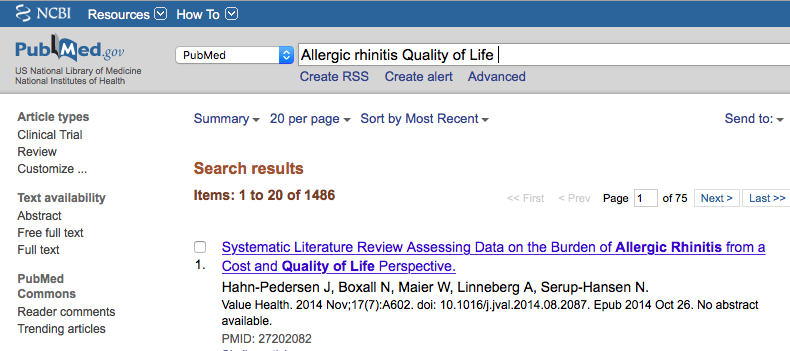 NCBI Resources How To
PubMed.gov
US National Library of Medicine
National Institutes of Health
PubMed
Allergic rhinitis Quality of Life
Create RSS Create alert Advanced
Article types
Clinical Trial
Review
Customize ...
Text availability
Abstract
Free full text
Full text
PubMed
Commons
Reader comments
Trending articles
Summary 20 per page Sort by Most Recent Send to:
Search results
Items: 1 to 20 of 1486
<< First < Prev Page 1 of 75 Next > Last >>
Systematic Literature Review Assessing Data on the Burden of Allergic Rhinitis from a
1. Cost and Quality of Life Perspective.
Hahn-Pedersen J, Boxall N, Maier W, Linneberg A, Serup-Hansen N.
Value Health. 2014 Nov;17(7):A602. doi: 10.1016/j.jval.2014.08.2087. Epub 2014 Oct 26. No abstract
available.
PMID: 27202082